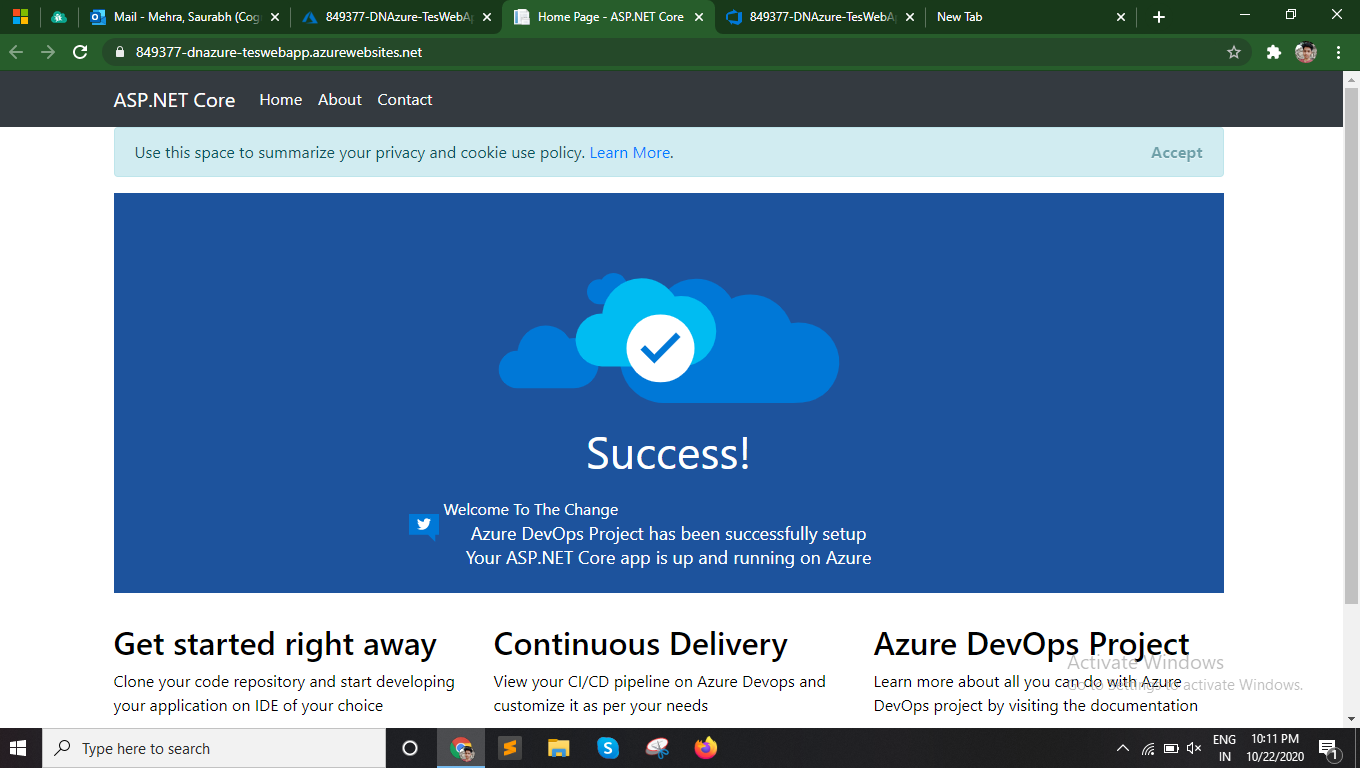 Mail - Mehra, Saurabh (Cog
849377-DNAzure-TesWebA
Home Page - ASP.NET Core
849377-DNAzure-TesWebA
New Tab
849377-dnazure-teswebapp.azurewebsites.net
ASP.NET Core
Home
About
Contact
Use this space to summarize your privacy and cookie use policy. Learn More.
Accept
Success!
Welcome To The Change
Azure DevOps Project has been successfully setup
Your ASP.NET Core app is up and running on Azure
Get started right away
Clone your code repository and start developing
your application on IDE of your choice
Continuous Delivery
View your CI/CD pipeline on Azure Devops and
customize it as per your needs
Azure DevOps Project
Learn more about all you can do with Azure
DevOps project by visiting the documentation
Activate Windows
Go to Settings to activate Windows.
Type here to search
ENG
IN
10:11 PM
10/22/2020
1